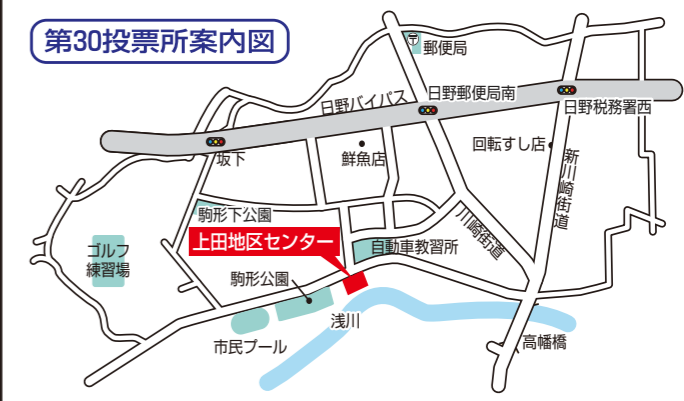 第30投票所案内図
〒
郵便局
日野バイパス
日野郵便局南
日野税務署西
坂下
鮮魚店
回転すし店
新川崎街道
駒形下公園
川崎街道
上田地区センター
自動車教習所
ゴルフ
練習場
駒形公園
浅川
市民プール
高幡橋